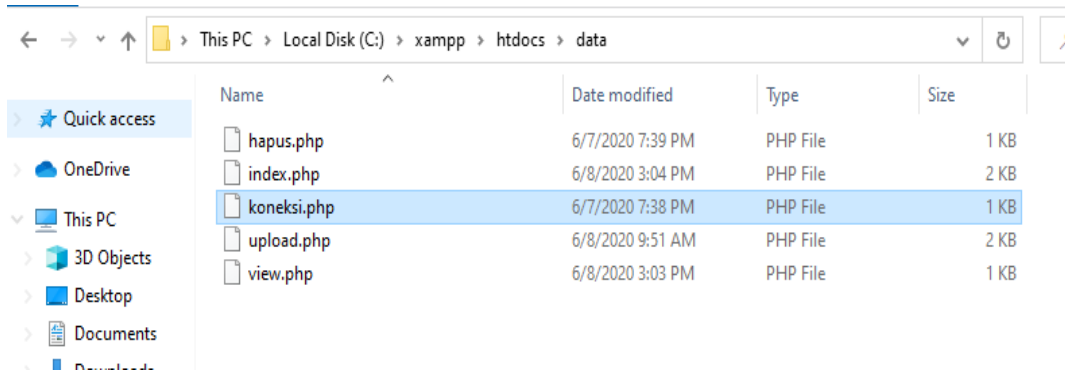 This PC > Local Disk (C:) > xampp > htdocs > data
Name Date modified Type Size
Quick access
OneDrive
This PC
3D Objects
Desktop
Documents
Downloads
hapus.php 6/7/2020 7:39 PM PHP File 1 KB
index.php 6/8/2020 3:04 PM PHP File 2 KB
koneksi.php 6/7/2020 7:38 PM PHP File 1 KB
upload.php 6/8/2020 9:51 AM PHP File 2 KB
view.php 6/8/2020 3:03 PM PHP File 1 KB